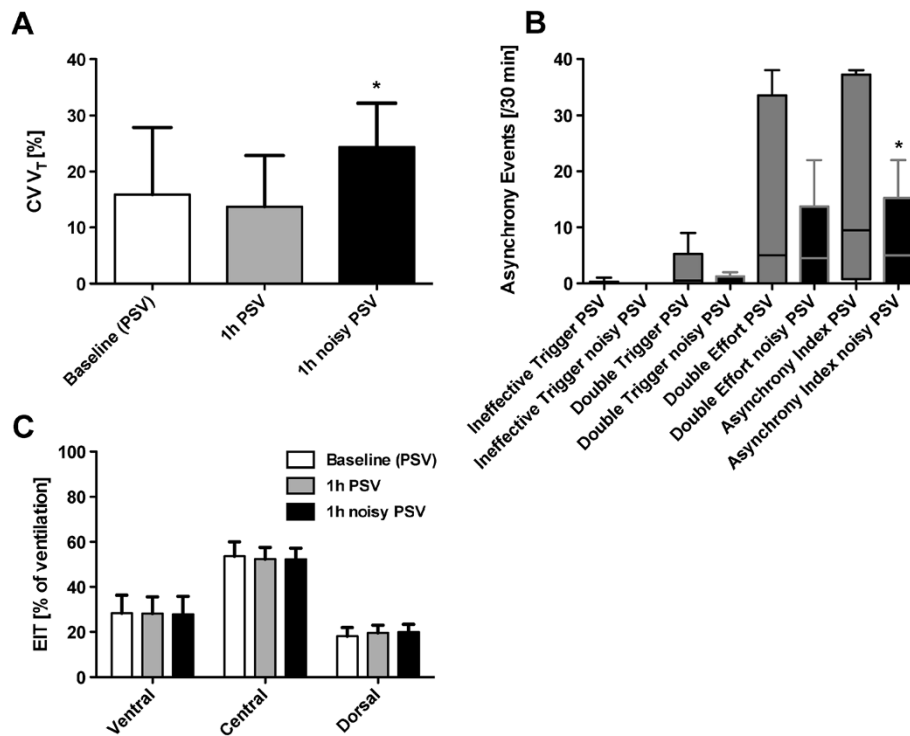 A
CV V_T [%]
40
30
20
10
0
*
Baseline (PSV)
1h PSV
1h noisy PSV
B
Asynchrony Events [/30 min]
40
30
20
10
0
*
Ineffective Trigger PSV
Ineffective Trigger noisy PSV
Double Trigger PSV
Double Trigger noisy PSV
Double Effort PSV
Double Effort noisy PSV
Asynchrony Index PSV
Asynchrony Index noisy PSV
C
EIT [% of ventilation]
100
80
60
40
20
0
Baseline (PSV)
1h PSV
1h noisy PSV
Ventral
Central
Dorsal